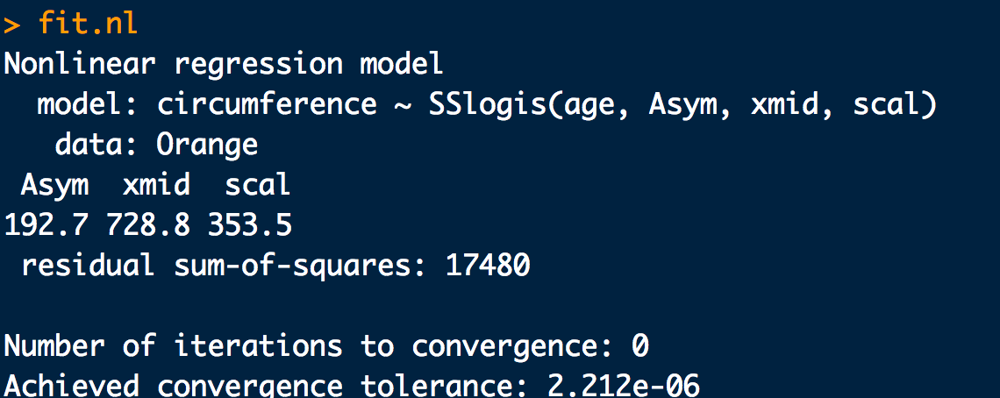 > fit.nl
Nonlinear regression model
  model: circumference ~ SSlogis(age, Asym, xmid, scal)
   data: Orange
 Asym  xmid  scal
192.7 728.8 353.5
 residual sum-of-squares: 17480

Number of iterations to convergence: 0
Achieved convergence tolerance: 2.212e-06